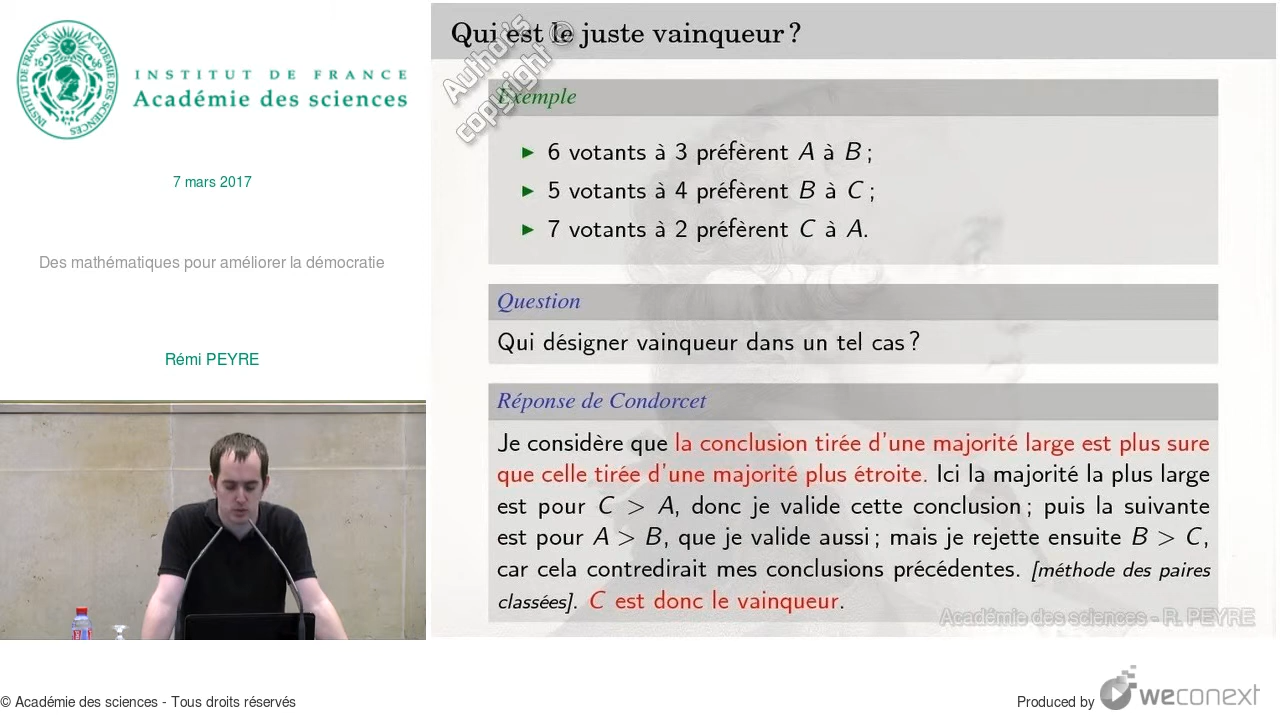 INSTITUT DE FRANCE
Académie des sciences
7 mars 2017
Des mathématiques pour améliorer la démocratie
Rémi PEYRE
Qui est le juste vainqueur ?
Author's ©
copyright
Exemple
6 votants à 3 préfèrent A à B ;
5 votants à 4 préfèrent B à C ;
7 votants à 2 préfèrent C à A.
Question
Qui désigner vainqueur dans un tel cas ?
Réponse de Condorcet
Je considère que la conclusion tirée d'une majorité large est plus sure
que celle tirée d'une majorité plus étroite. Ici la majorité la plus large
est pour C > A, donc je valide cette conclusion ; puis la suivante
est pour A > B, que je valide aussi ; mais je rejette ensuite B > C,
car cela contredirait mes conclusions précédentes. [méthode des paires
classées]. C est donc le vainqueur.
Académie des sciences - R. PEYRE
© Académie des sciences - Tous droits réservés
Produced by weconext